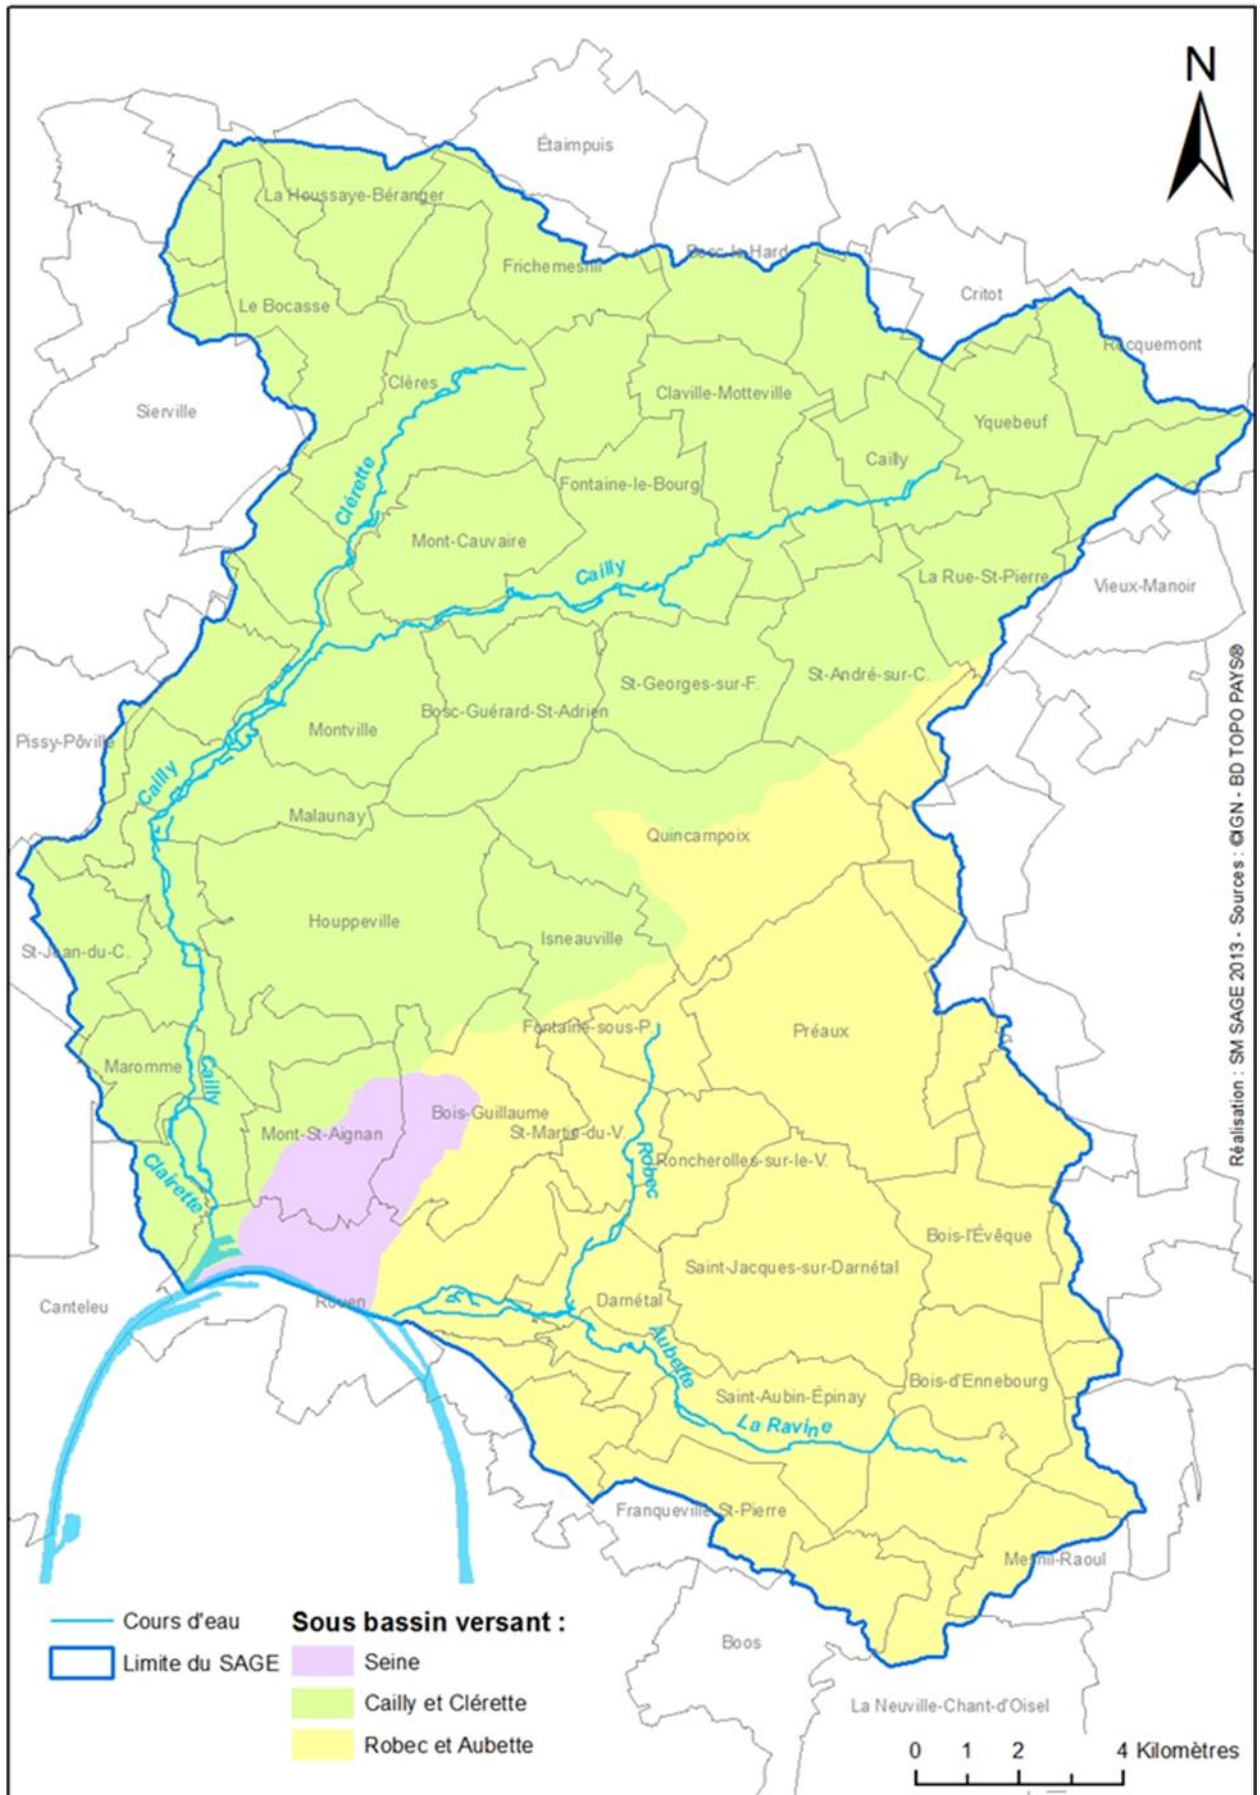 N
Étaimpuis
La Houssaye-Béranger
Frichemesnil
Bosc-le-Hard
Critot
Le Bocasse
Rocquemont
Clères
Claville-Motteville
Sierville
Yquebeuf
Cailly
Clérette
Fontaine-le-Bourg
Mont-Cauvaire
Cailly
La Rue-St-Pierre
Vieux-Manoir
St-Georges-sur-F.
St-André-sur-C.
Bosc-Guérard-St-Adrien
Montville
Pissy-Pôville
Cailly
Malaunay
Quincampoix
Houppeville
Isneauville
St-Jean-du-C.
Fontaine-sous-P.
Préaux
Maromme
Cailly
Bois-Guillaume
Mont-St-Aignan
St-Martin-du-V.
Robec
Roncherolles-sur-le-V.
Clairette
Bois-l'Évêque
Saint-Jacques-sur-Darnétal
Canteleu
Rouen
Darnétal
Aubette
Bois-d'Ennebourg
Saint-Aubin-Épinay
La Ravine
Franqueville-St-Pierre
Mesnil-Raoul
Boos
La Neuville-Chant-d'Oisel
Réalisation : SM SAGE 2013 - Sources : ©IGN - BD TOPO PAYS®
Cours d'eau
Limite du SAGE
Sous bassin versant :
Seine
Cailly et Clérette
Robec et Aubette
0 1 2 4 Kilomètres